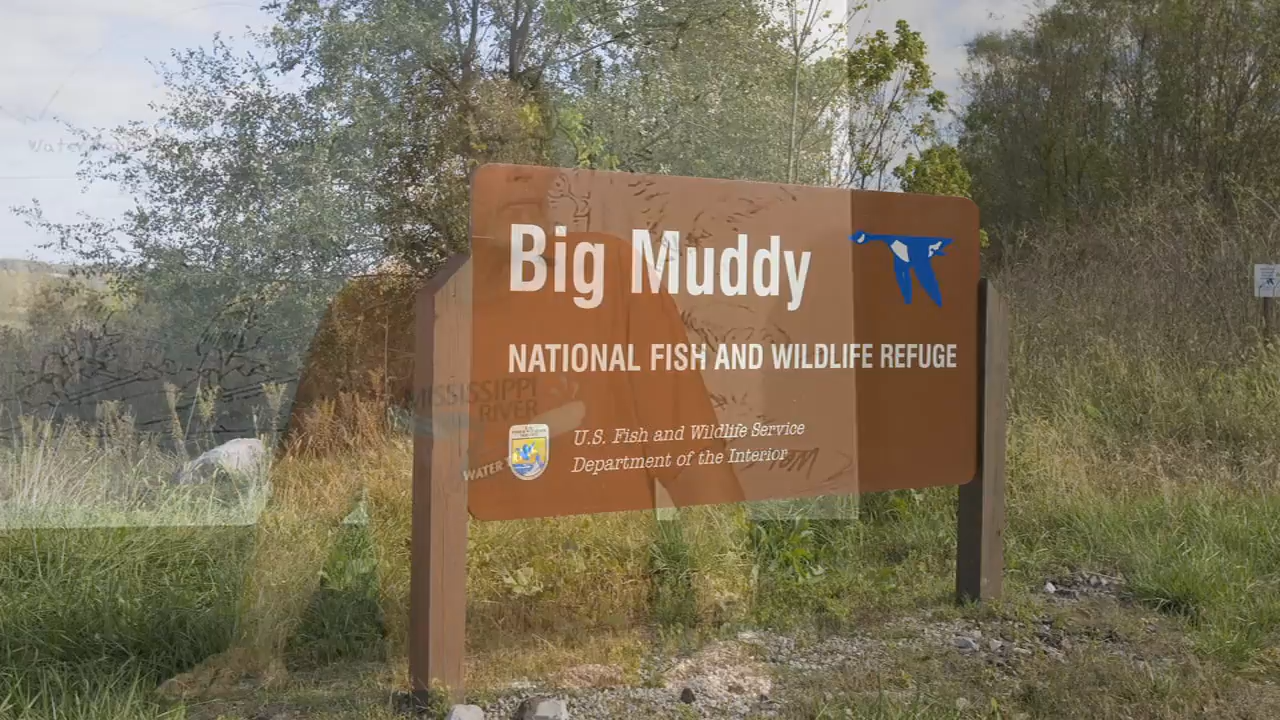 Big Muddy
NATIONAL FISH AND WILDLIFE REFUGE
MISSISSIPPI
RIVER
U.S. Fish and Wildlife Service
Department of the Interior
WATER